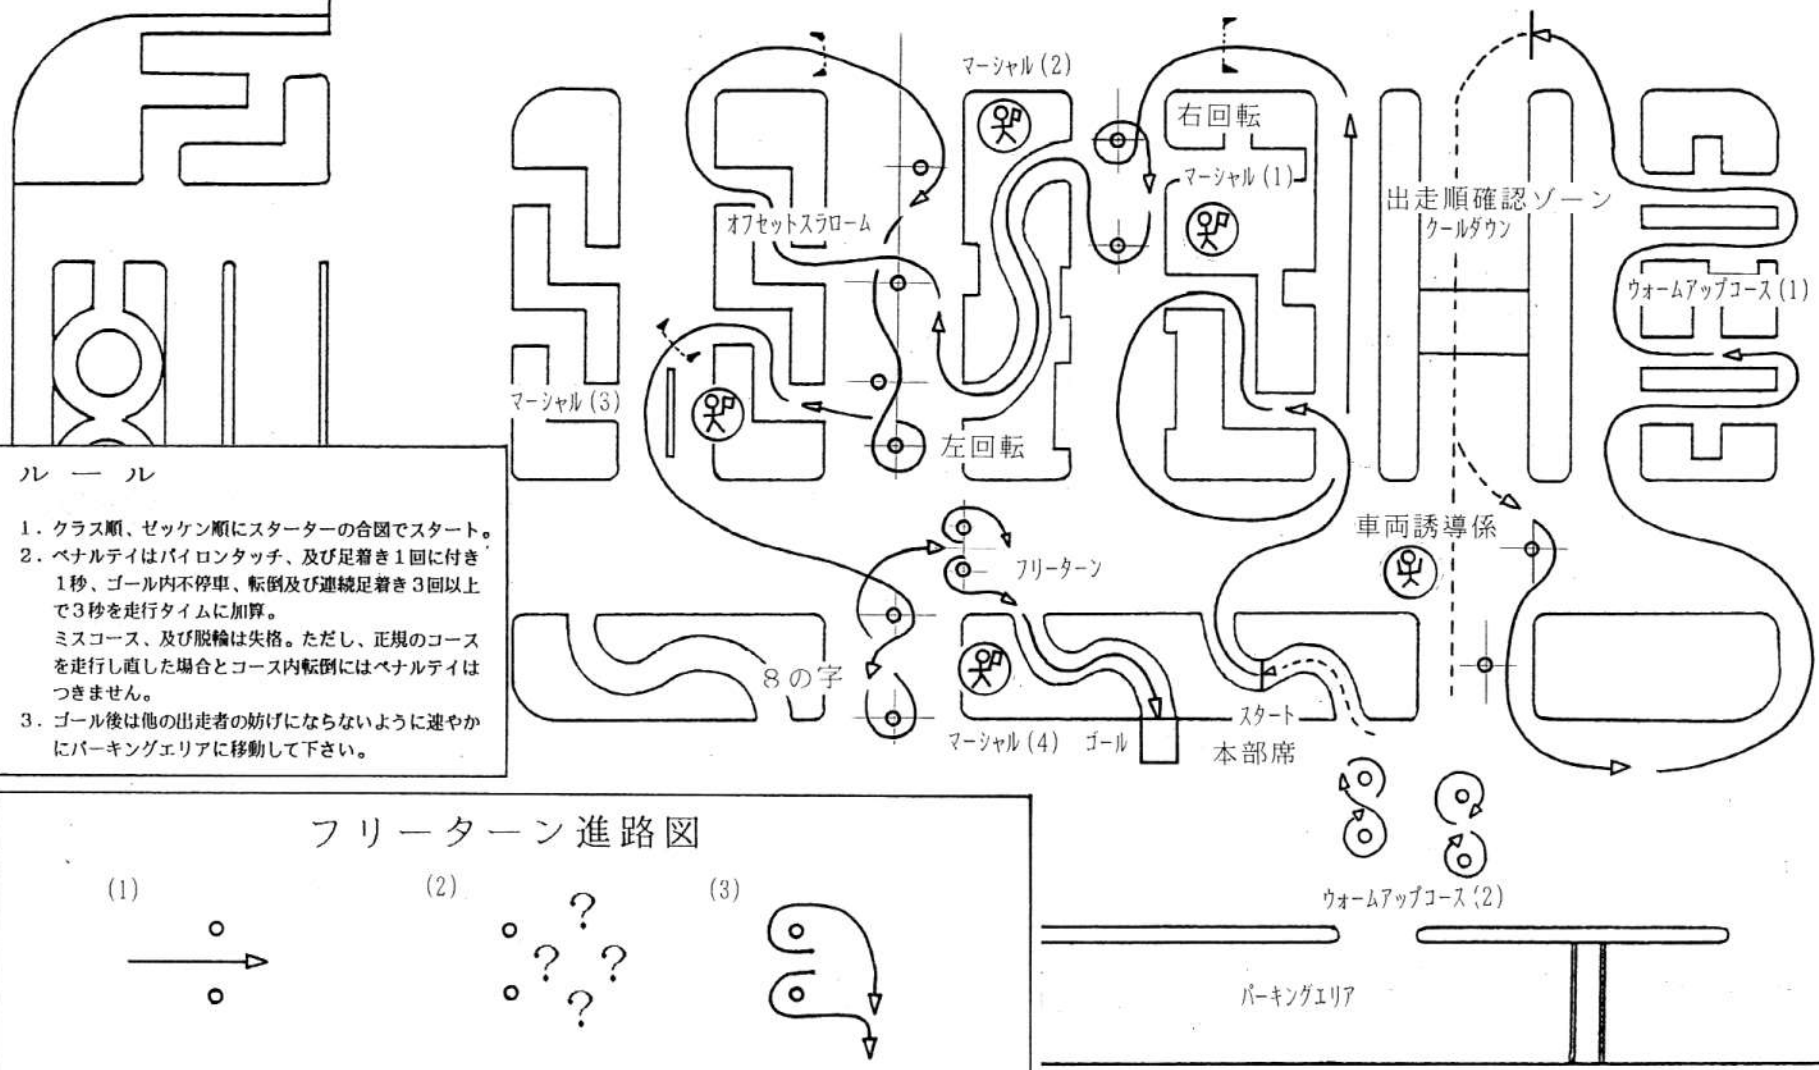 マーシャル(2)
右回転
マーシャル(1)
出走順確認ゾーン
クールダウン
オフセットスラローム
ウォームアップコース(1)
マーシャル(3)
左回転
ルール
1. クラス順、ゼッケン順にスターターの合図でスタート。
2. ペナルテイはパイロンタッチ、及び足着き1回に付き
1秒、ゴール内不停車、転倒及び連続足着き3回以上
で3秒を走行タイムに加算。
ミスコース、及び脱輪は失格。ただし、正規のコース
を走行し直した場合とコース内転倒にはペナルテイは
つきません。
3. ゴール後は他の出走者の妨げにならないように速やか
にパーキングエリアに移動して下さい。
車両誘導係
フリーターン
8の字
マーシャル(4)
ゴール
スタート
本部席
ウォームアップコース(2)
パーキングエリア
フリーターン進路図
(1)
(2)
(3)
?
? ?
?